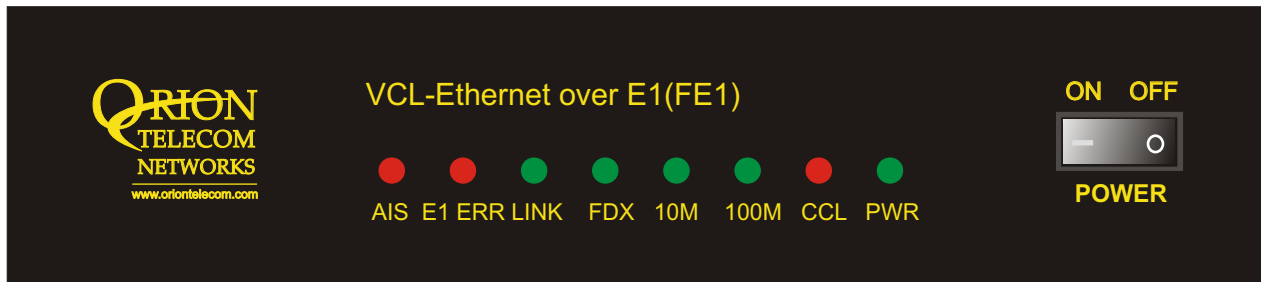 ORION
TELECOM
NETWORKS
www.oriontelecom.com
VCL-Ethernet over E1(FE1)
AIS E1 ERR LINK FDX 10M 100M CCL PWR
ON OFF
POWER